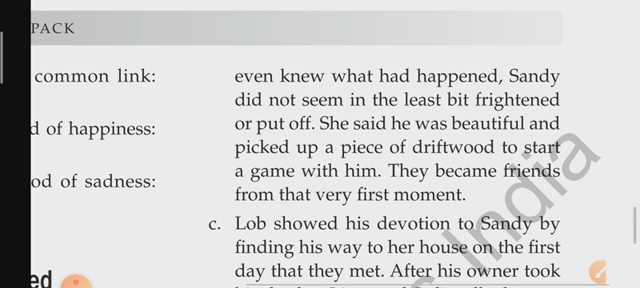 PACK
common link:
d of happiness:
od of sadness:
ed
even knew what had happened, Sandy
did not seem in the least bit frightened
or put off. She said he was beautiful and
picked up a piece of driftwood to start
a game with him. They became friends
from that very first moment.
c. Lob showed his devotion to Sandy by
finding his way to her house on the first
day that they met. After his owner took
India